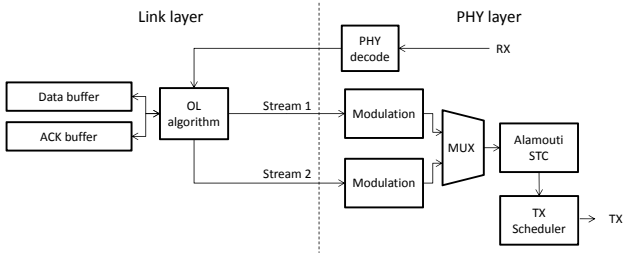 Link layer
PHY layer
PHY
decode
RX
Data buffer
ACK buffer
OL
algorithm
Stream 1
Stream 2
Modulation
Modulation
MUX
Alamouti
STC
TX
Scheduler
TX